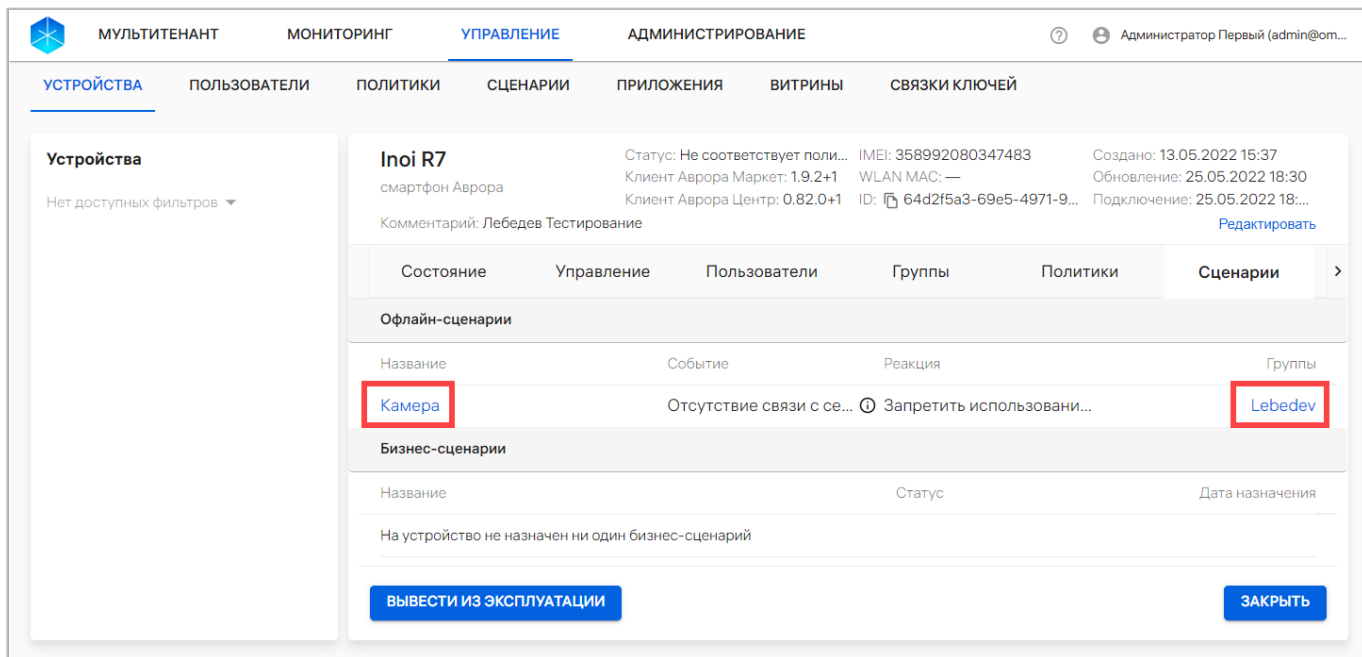 МУЛЬТИТЕНАНТ МОНИТОРИНГ УПРАВЛЕНИЕ АДМИНИСТРИРОВАНИЕ ? Администратор Первый (admin@om...
УСТРОЙСТВА ПОЛЬЗОВАТЕЛИ ПОЛИТИКИ СЦЕНАРИИ ПРИЛОЖЕНИЯ ВИТРИНЫ СВЯЗКИ КЛЮЧЕЙ
Устройства
Нет доступных фильтров
Inoi R7
смартфон Аврора
Комментарий: Лебедев Тестирование
Статус: Не соответствует поли...
Клиент Аврора Маркет: 1.9.2+1
Клиент Аврора Центр: 0.82.0+1
IMEI: 358992080347483
WLAN MAC: —
ID: 64d2f5a3-69e5-4971-9...
Создано: 13.05.2022 15:37
Обновление: 25.05.2022 18:30
Подключение: 25.05.2022 18:...
Редактировать
Состояние Управление Пользователи Группы Политики Сценарии
Офлайн-сценарии
Название Событие Реакция Группы
Камера Отсутствие связи с се... Запретить использовани... Lebedev
Бизнес-сценарии
Название Статус Дата назначения
На устройство не назначен ни один бизнес-сценарий
ВЫВЕСТИ ИЗ ЭКСПЛУАТАЦИИ ЗАКРЫТЬ